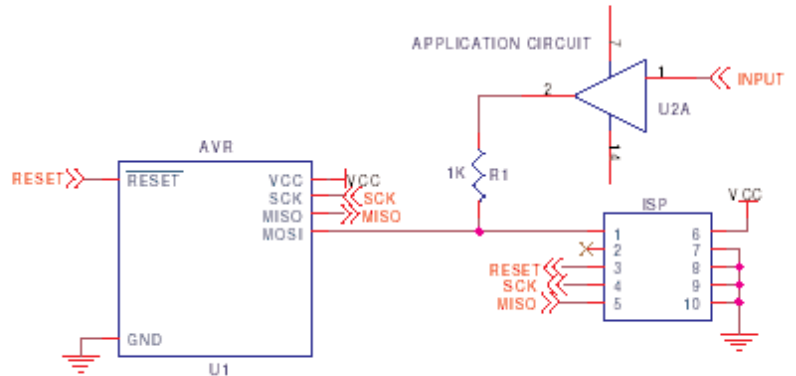 APPLICATION CIRCUIT
7
1
INPUT
2
U2A
14
AVR
1K
R1
RESET
RESET
VCC
VCC
SCK
SCK
MISO
MISO
MOSI
GND
U1
ISP
VCC
1
6
2
7
RESET
3
8
SCK
4
9
MISO
5
10